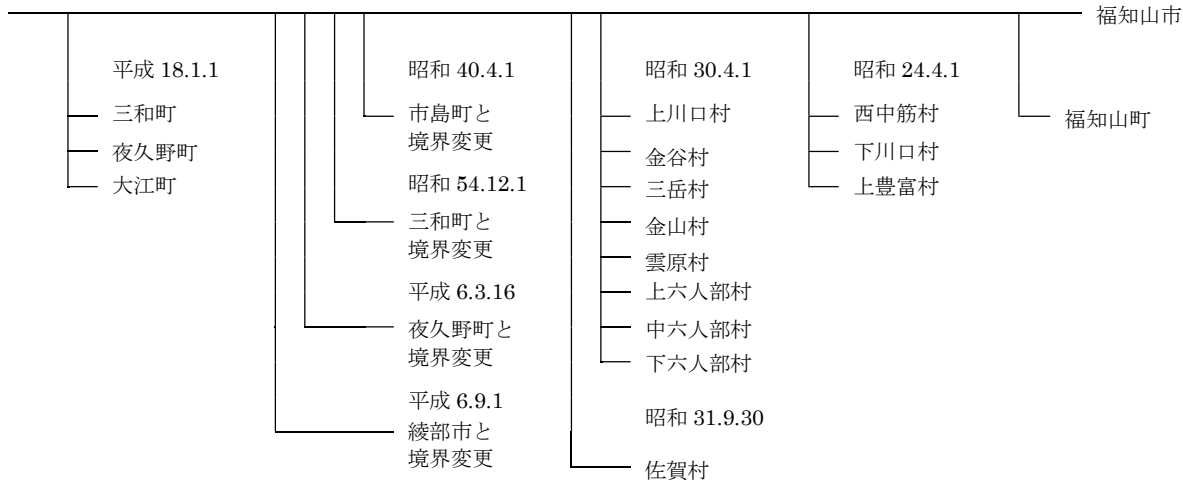 福知山市
平成 18.1.1
三和町
夜久野町
大江町
昭和 40.4.1
市島町と
境界変更
昭和 54.12.1
三和町と
境界変更
平成 6.3.16
夜久野町と
境界変更
平成 6.9.1
綾部市と
境界変更
昭和 30.4.1
上川口村
金谷村
三岳村
金山村
雲原村
上六人部村
中六人部村
下六人部村
昭和 31.9.30
佐賀村
昭和 24.4.1
西中筋村
下川口村
上豊富村
福知山町